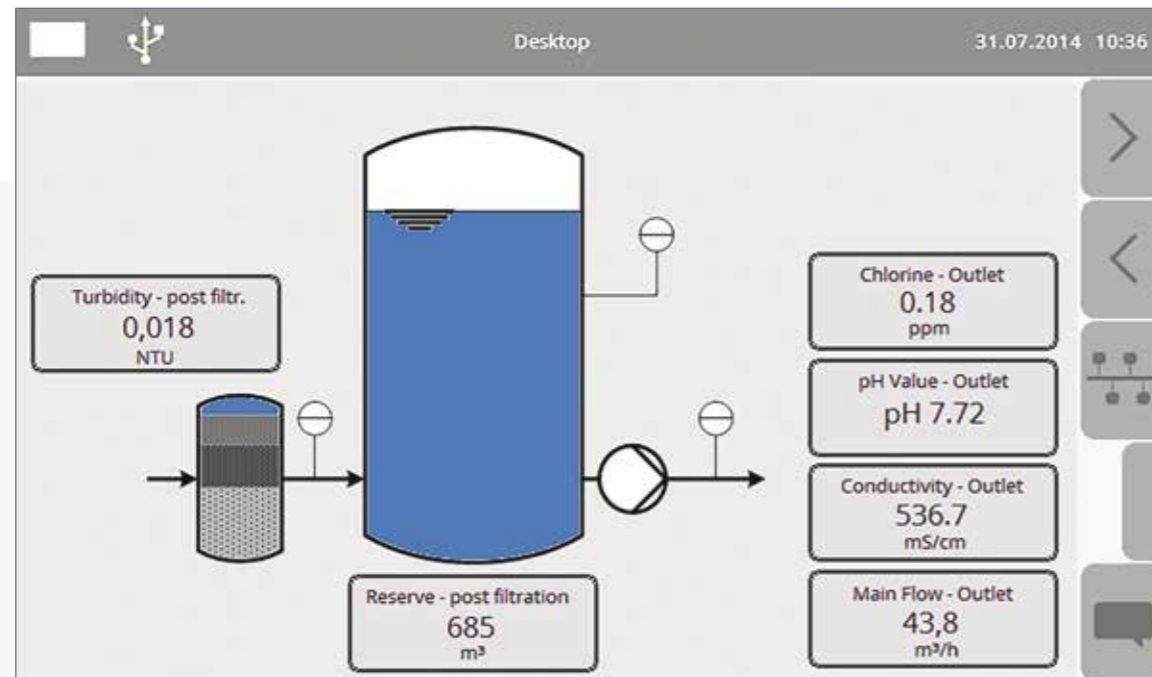 Desktop
31.07.2014 10:36
Turbidity - post filtr.
0,018
NTU
Chlorine - Outlet
0.18
ppm
pH Value - Outlet
pH 7.72
Conductivity - Outlet
536.7
mS/cm
Main Flow - Outlet
43,8
m³/h
Reserve - post filtration
685
m³